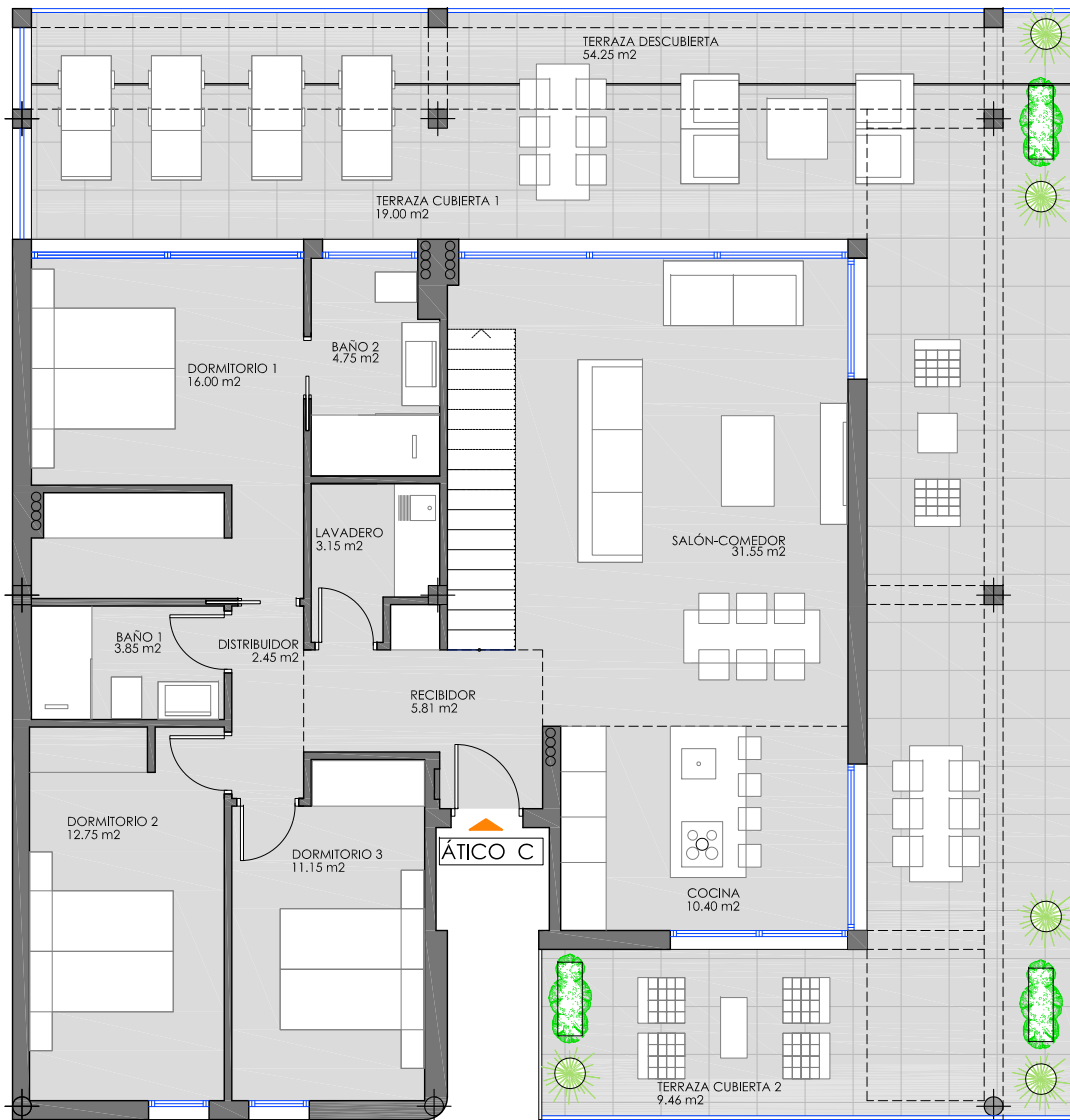 TERRAZA DESCUBIERTA
54.25 m2
TERRAZA CUBIERTA 1
19.00 m2
DORMITORIO 1
16.00 m2
BAÑO 2
4.75 m2
LAVADERO
3.15 m2
SALÓN-COMEDOR
31.55 m2
BAÑO 1
3.85 m2
DISTRIBUIDOR
2.45 m2
RECIBIDOR
5.81 m2
DORMITORIO 2
12.75 m2
DORMITORIO 3
11.15 m2
ÁTICO C
COCINA
10.40 m2
TERRAZA CUBIERTA 2
9.46 m2